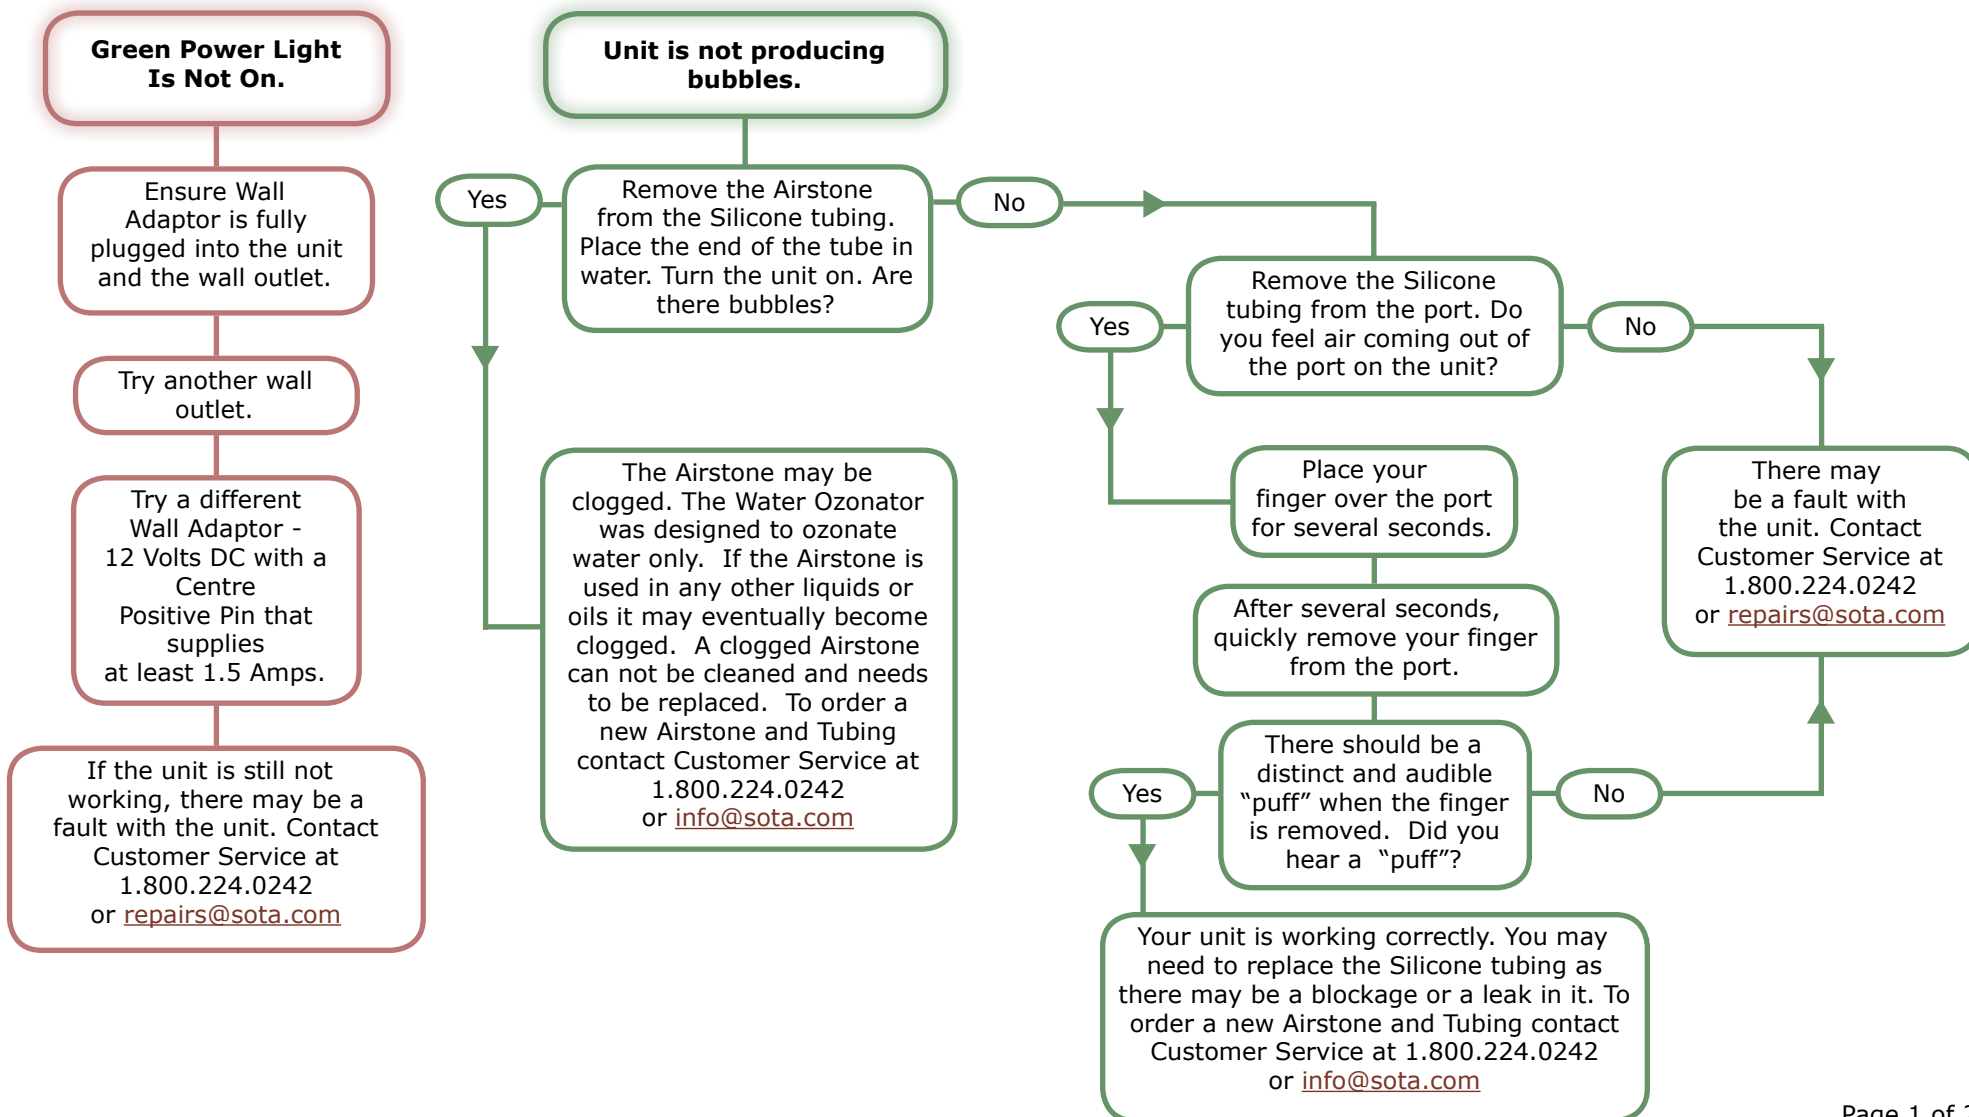 Green Power Light
Is Not On.
Ensure Wall
Adaptor is fully
plugged into the unit
and the wall outlet.
Try another wall
outlet.
Try a different
Wall Adaptor -
12 Volts DC with a
Centre
Positive Pin that
supplies
at least 1.5 Amps.
If the unit is still not
working, there may be a
fault with the unit. Contact
Customer Service at
1.800.224.0242
or repairs@sota.com
Unit is not producing
bubbles.
Remove the Airstone
from the Silicone tubing.
Place the end of the tube in
water. Turn the unit on. Are
there bubbles?
Yes
The Airstone may be
clogged. The Water Ozonator
was designed to ozonate
water only.  If the Airstone is
used in any other liquids or
oils it may eventually become
clogged.  A clogged Airstone
can not be cleaned and needs
to be replaced.  To order a
new Airstone and Tubing
contact Customer Service at
1.800.224.0242
or info@sota.com
No
Remove the Silicone
tubing from the port. Do
you feel air coming out of
the port on the unit?
Yes
Place your
finger over the port
for several seconds.
After several seconds,
quickly remove your finger
from the port.
There should be a
distinct and audible
“puff” when the finger
is removed.  Did you
hear a  “puff”?
Yes
Your unit is working correctly. You may
need to replace the Silicone tubing as
there may be a blockage or a leak in it. To
order a new Airstone and Tubing contact
Customer Service at 1.800.224.0242
or info@sota.com
No
No
There may
be a fault with
the unit. Contact
Customer Service at
1.800.224.0242
or repairs@sota.com
Page 1 of